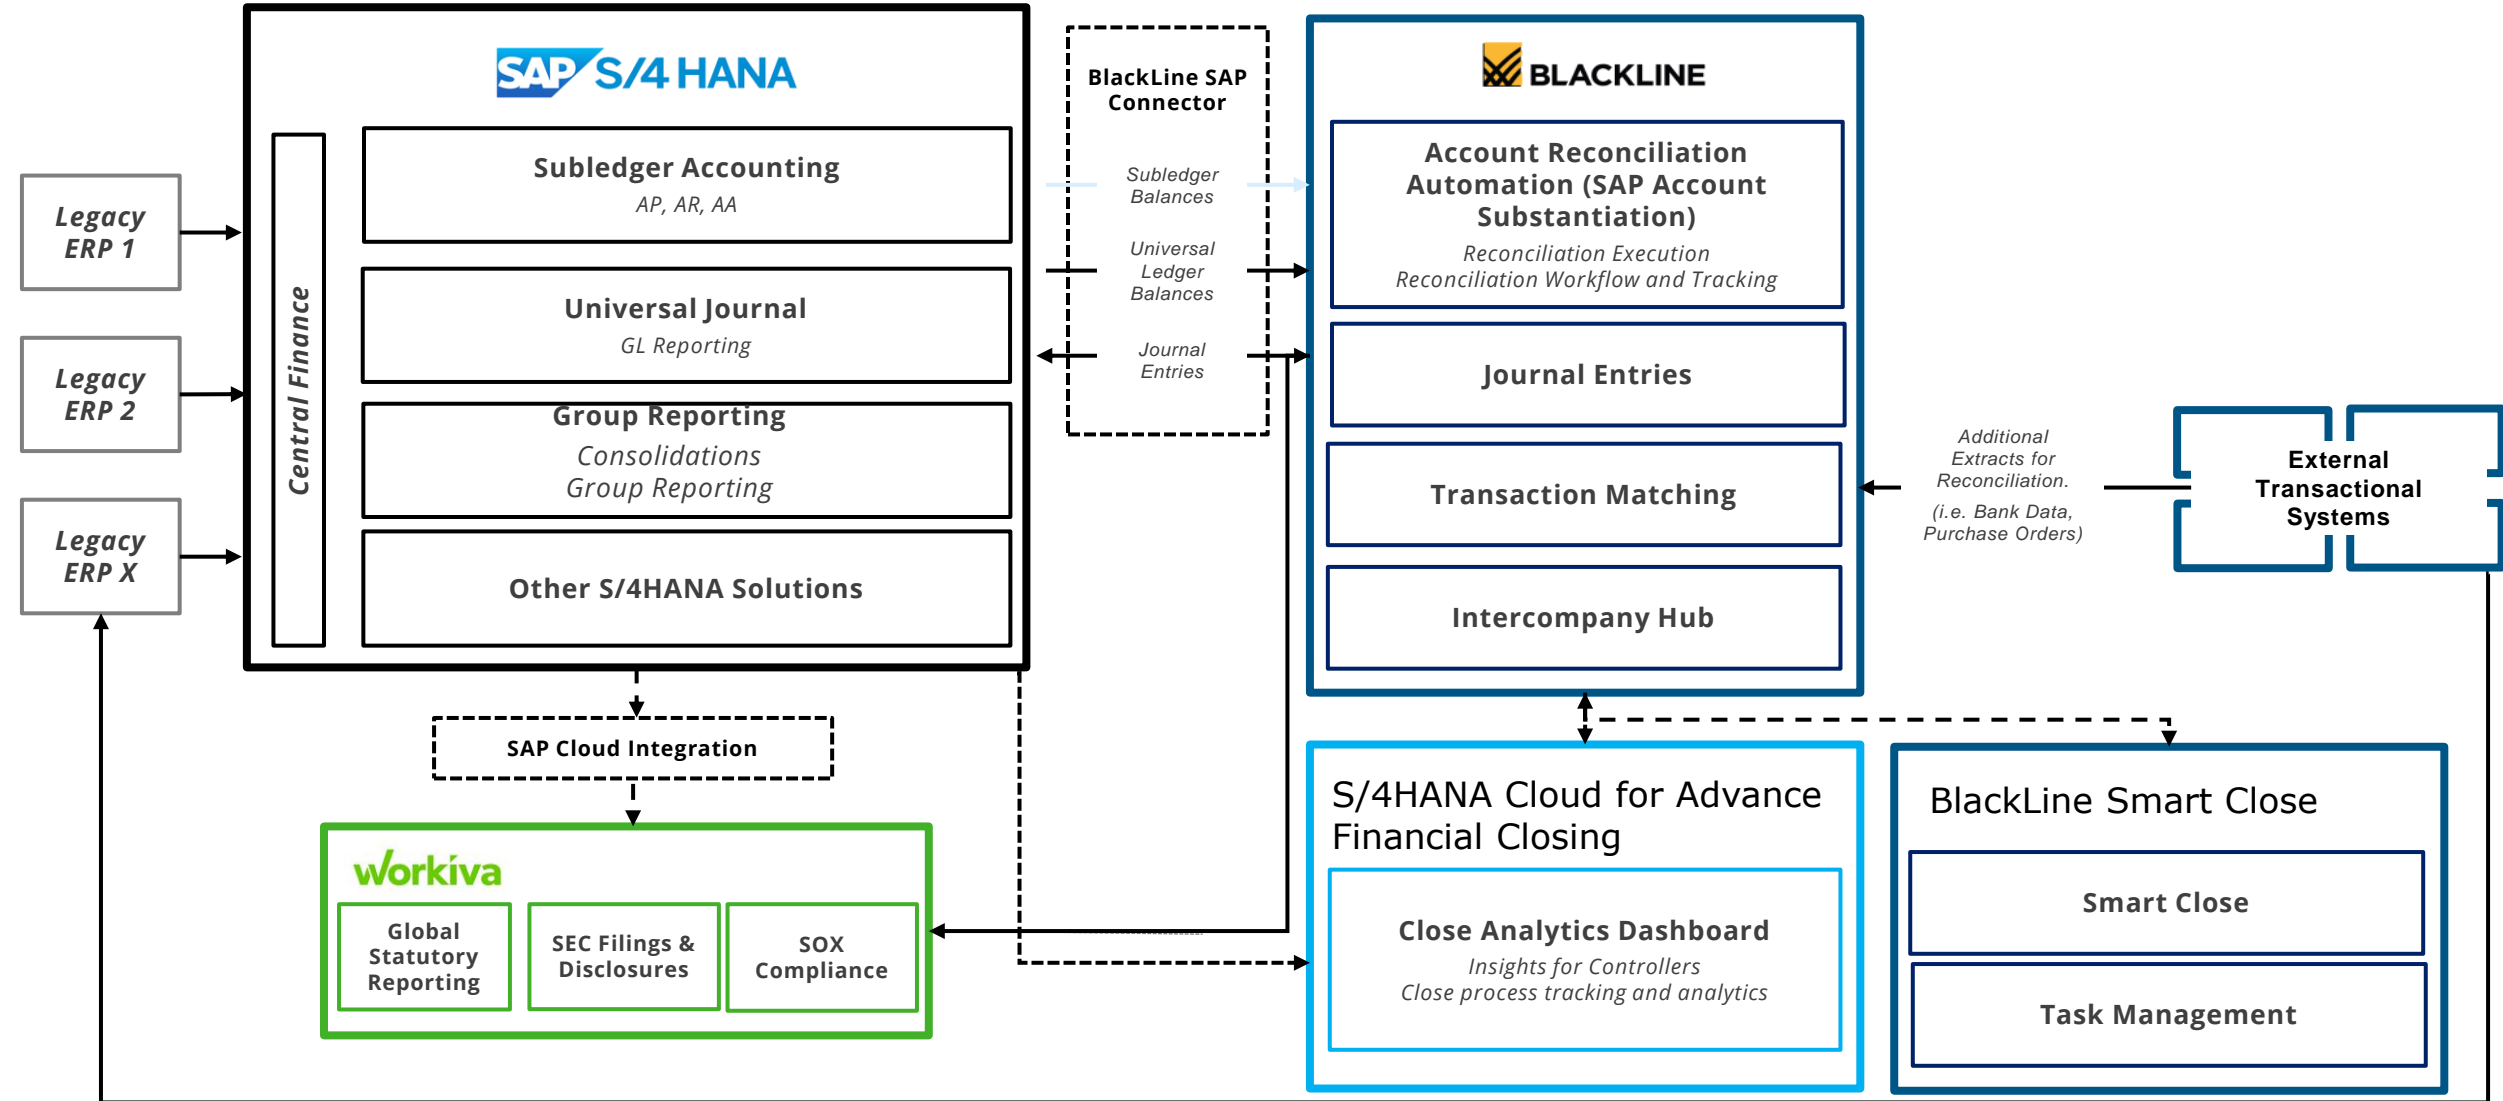 Legacy
ERP 1
Legacy
ERP 2
Legacy
ERP X
SAP S/4 HANA
Central Finance
Subledger Accounting
AP, AR, AA
Universal Journal
GL Reporting
Group Reporting
Consolidations
Group Reporting
Other S/4HANA Solutions
BlackLine SAP
Connector
Subledger
Balances
Universal
Ledger
Balances
Journal
Entries
BLACKLINE
Account Reconciliation
Automation (SAP Account
Substantiation)
Reconciliation Execution
Reconciliation Workflow and Tracking
Journal Entries
Transaction Matching
Intercompany Hub
Additional
Extracts for
Reconciliation.
(i.e. Bank Data,
Purchase Orders)
External
Transactional
Systems
SAP Cloud Integration
workiva
Global
Statutory
Reporting
SEC Filings &
Disclosures
SOX
Compliance
S/4HANA Cloud for Advance
Financial Closing
Close Analytics Dashboard
Insights for Controllers
Close process tracking and analytics
BlackLine Smart Close
Smart Close
Task Management